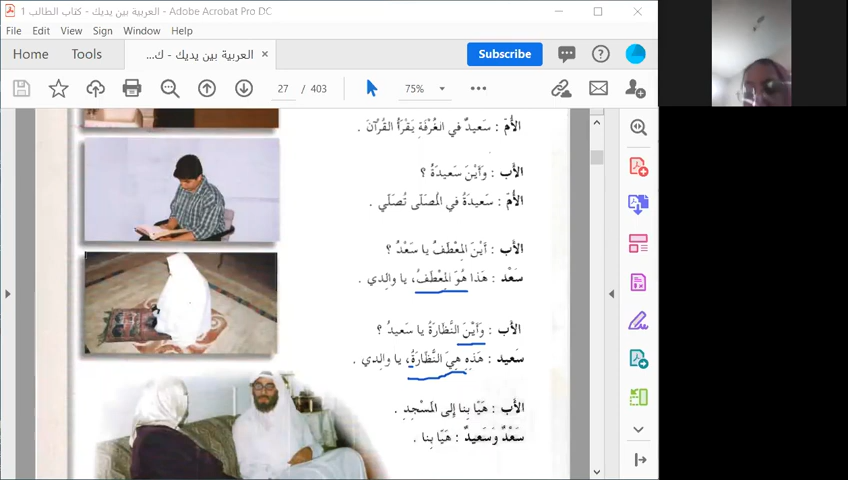 العربية بين يديك - كتاب الطالب 1 - Adobe Acrobat Pro DC
File Edit View Sign Window Help
Home Tools العربية بين يديك - ك... × Subscribe
27 / 403 75%
الأُمّ : سَعيدٌ في الغُرْفَةِ يَقْرَأُ القُرْآنَ .
الأَب : وَأَيْنَ سَعيدَةُ ؟
الأُمّ : سَعيدَةُ في المُصَلّى تُصَلّي .
الأَب : أَيْنَ المِعْطَفُ يا سَعْدُ ؟
سَعْد : هَذا هُوَ المِعْطَفُ، يا والِدي .
الأَب : وَأَيْنَ النَّظّارَةُ يا سَعيدُ ؟
سَعيد : هَذِهِ هِيَ النَّظّارَةُ، يا والِدي .
الأَب : هَيّا بِنا إلى المَسْجِدِ .
سَعْدٌ وَسَعيدٌ : هَيّا بِنا .